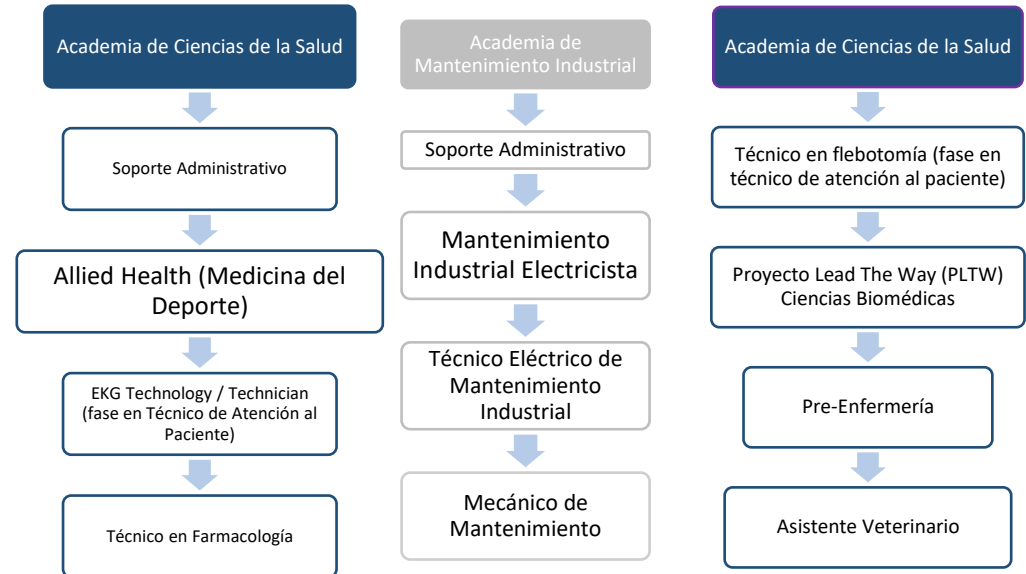 Academia de Ciencias de la Salud
Soporte Administrativo
Allied Health (Medicina del
Deporte)
EKG Technology / Technician
(fase en Técnico de Atención al
Paciente)
Técnico en Farmacología
Academia de
Mantenimiento Industrial
Soporte Administrativo
Mantenimiento
Industrial Electricista
Técnico Eléctrico de
Mantenimiento
Industrial
Mecánico de
Mantenimiento
Academia de Ciencias de la Salud
Técnico en flebotomía (fase en
técnico de atención al paciente)
Proyecto Lead The Way (PLTW)
Ciencias Biomédicas
Pre-Enfermería
Asistente Veterinario